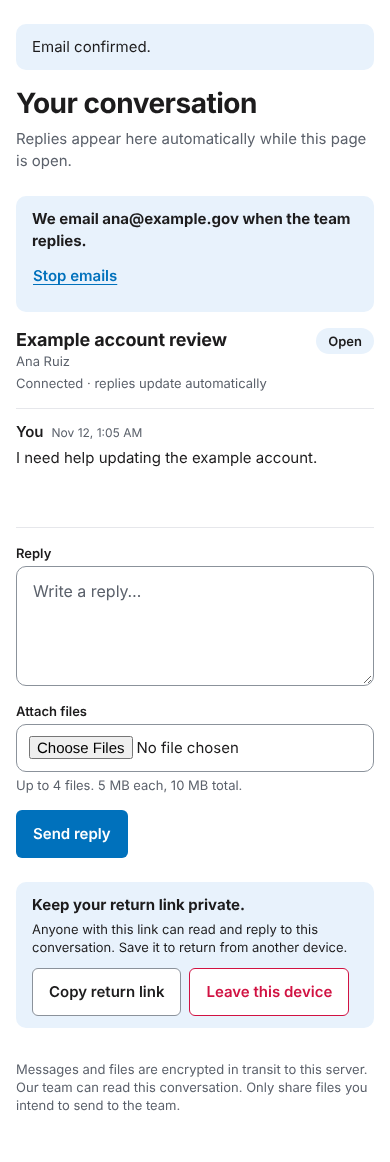 Email confirmed.
Your conversation
Replies appear here automatically while this page
is open.
We email ana@example.gov when the team
replies.
Stop emails
Example account review
Open
Ana Ruiz
Connected · replies update automatically
You Nov 12, 1:05 AM
I need help updating the example account.
Reply
Write a reply...
Attach files
Choose Files No file chosen
Up to 4 files. 5 MB each, 10 MB total.
Send reply
Keep your return link private.
Anyone with this link can read and reply to this
conversation. Save it to return from another device.
Copy return link
Leave this device
Messages and files are encrypted in transit to this server.
Our team can read this conversation. Only share files you
intend to send to the team.